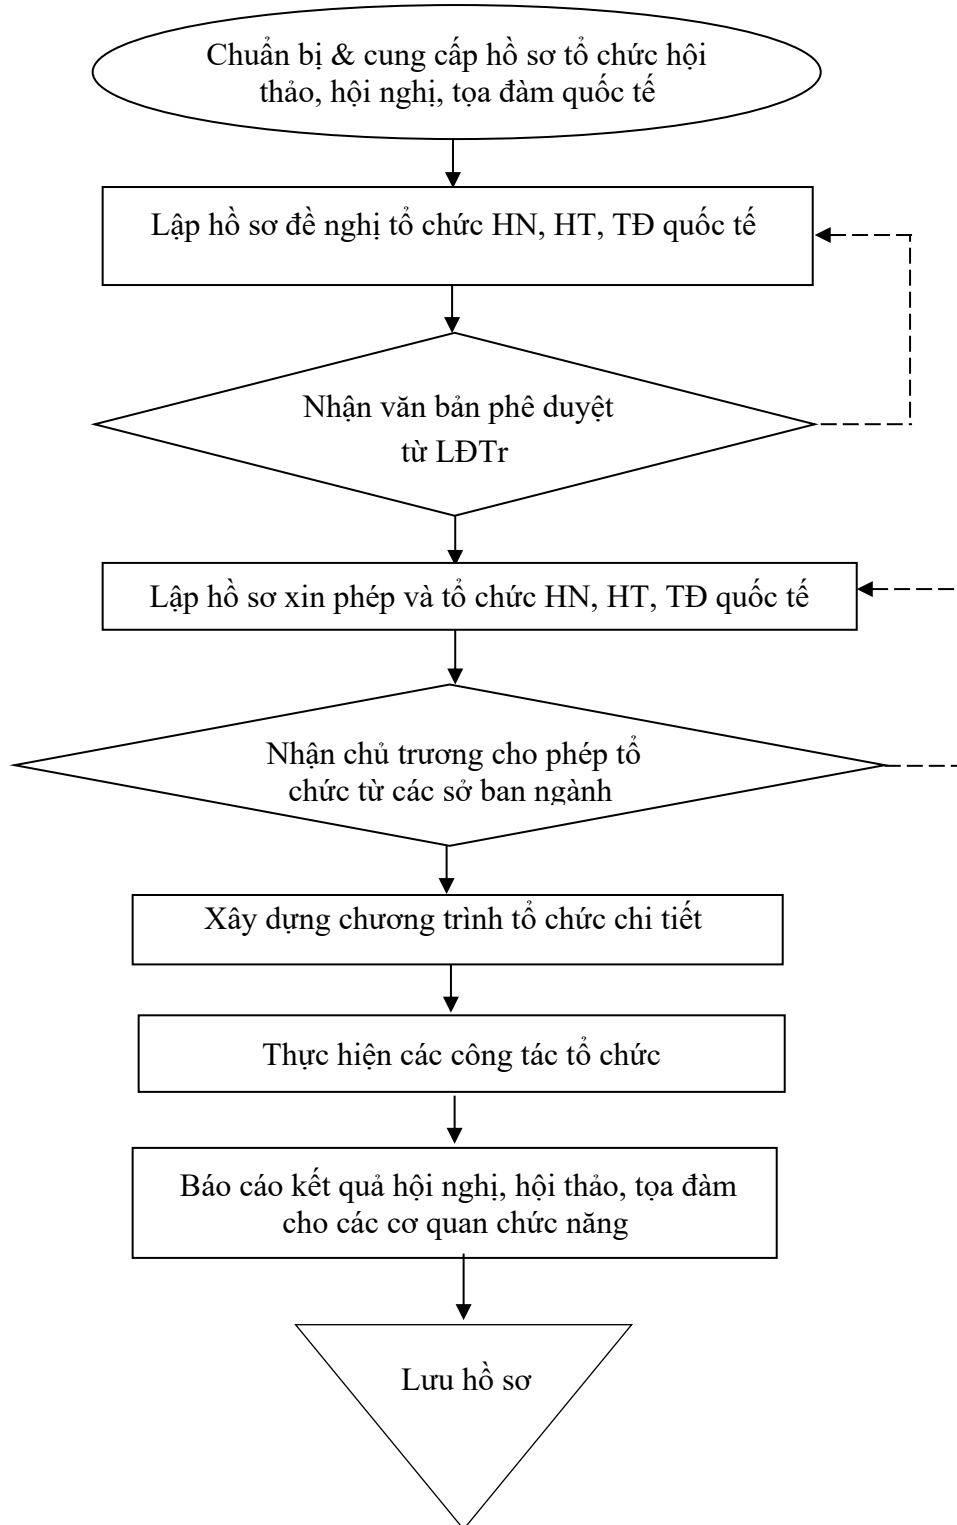 Chuẩn bị & cung cấp hồ sơ tổ chức hội
thảo, hội nghị, tọa đàm quốc tế
Lập hồ sơ đề nghị tổ chức HN, HT, TĐ quốc tế
Nhận văn bản phê duyệt
từ LĐTr
Lập hồ sơ xin phép và tổ chức HN, HT, TĐ quốc tế
Nhận chủ trương cho phép tổ
chức từ các sở ban ngành
Xây dựng chương trình tổ chức chi tiết
Thực hiện các công tác tổ chức
Báo cáo kết quả hội nghị, hội thảo, tọa đàm
cho các cơ quan chức năng
Lưu hồ sơ